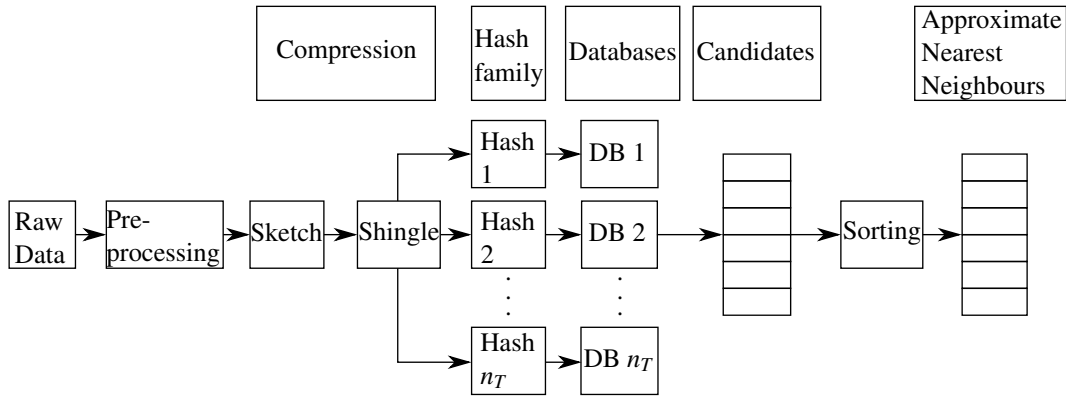 Compression
Hash
family
Databases
Candidates
Approximate
Nearest
Neighbours
Raw
Data
Pre-
processing
Sketch
Shingle
Hash
1
DB 1
Hash
2
DB 2
Hash
n_T
DB n_T
Sorting